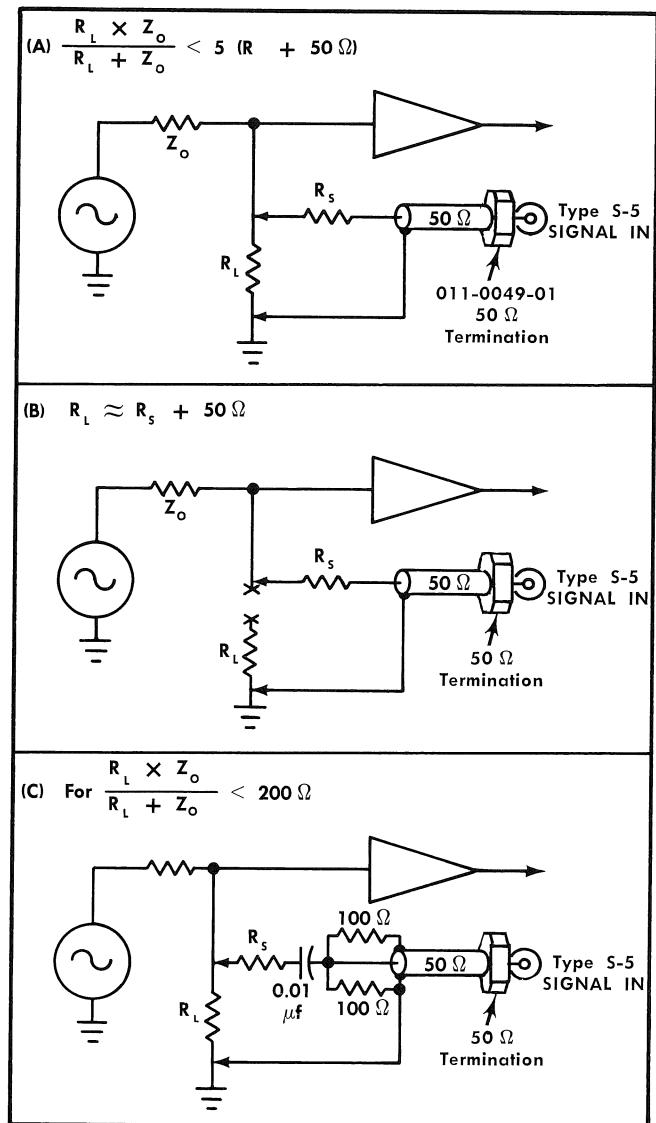 (A) R_L × Z_O / R_L + Z_O < 5 (R + 50 Ω)
Z_O
R_S
50 Ω
Type S-5
SIGNAL IN
R_L
011-0049-01
50 Ω
Termination
(B) R_L ≈ R_S + 50 Ω
Z_O
R_S
50 Ω
Type S-5
SIGNAL IN
R_L
50 Ω
Termination
(C) For R_L × Z_O / R_L + Z_O < 200 Ω
100 Ω
R_S
50 Ω
Type S-5
SIGNAL IN
0.01
μf
100 Ω
R_L
50 Ω
Termination